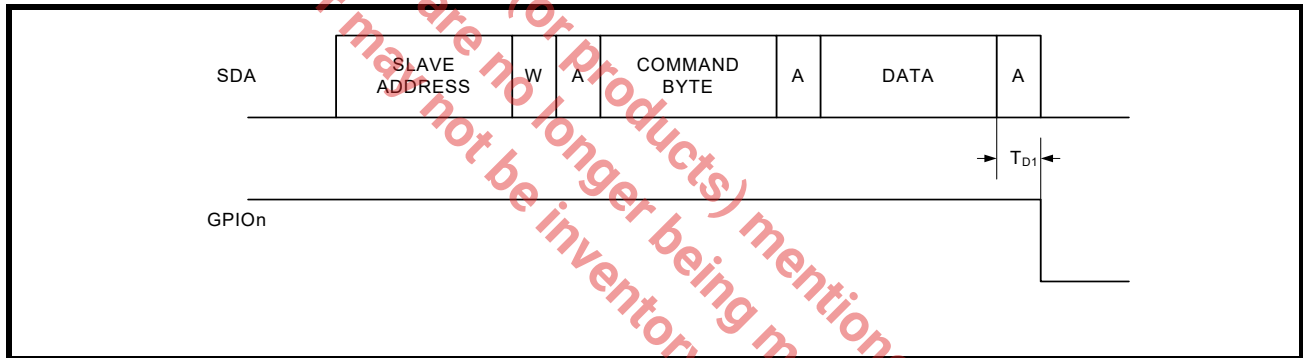 (or products) mention
are no longer being m
r may not be inventory
SDA
SLAVE
ADDRESS
W
A
COMMAND
BYTE
A
DATA
A
TD1
GPIOn